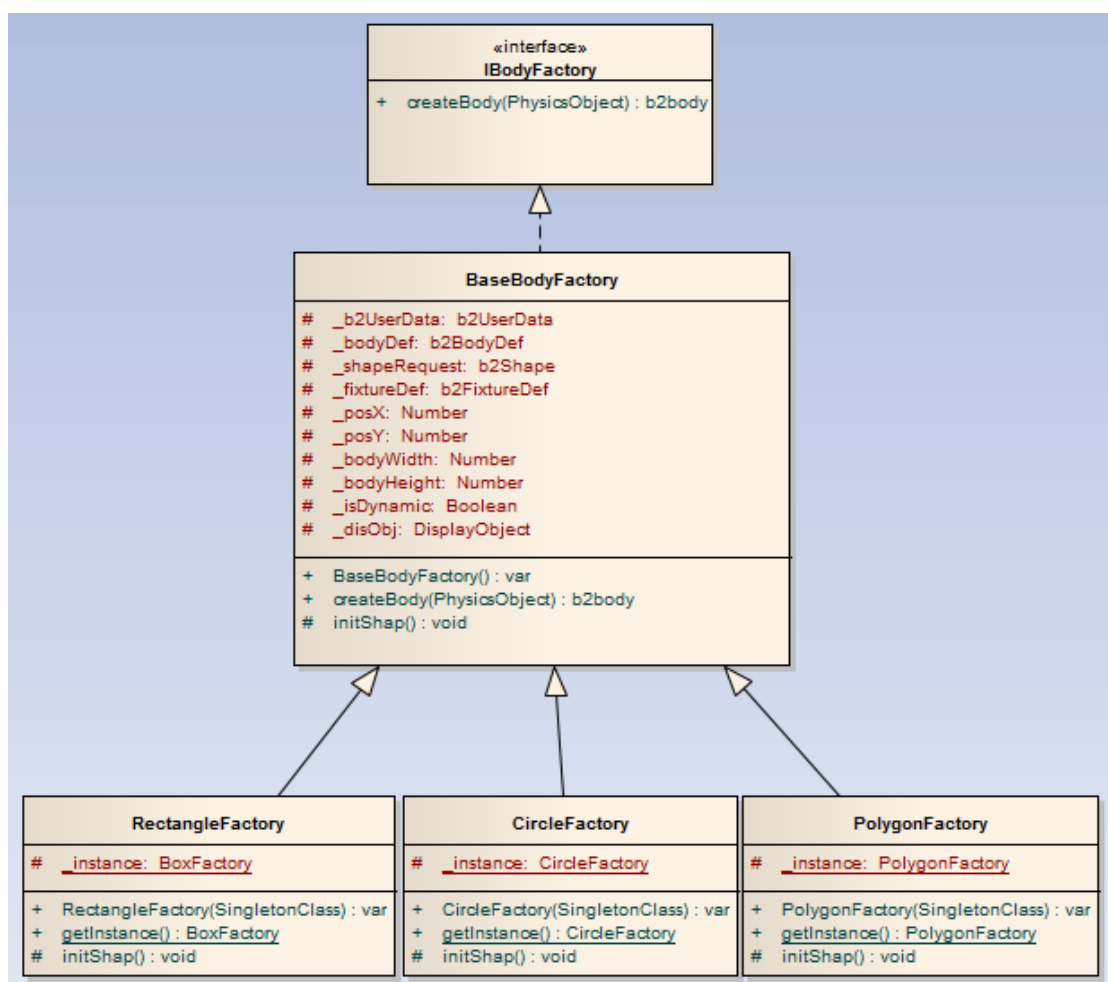 «interface»
IBodyFactory
+ createBody(PhysicsObject) : b2body
BaseBodyFactory
# _b2UserData: b2UserData
# _bodyDef: b2BodyDef
# _shapeRequest: b2Shape
# _fixtureDef: b2FixtureDef
# _posX: Number
# _posY: Number
# _bodyWidth: Number
# _bodyHeight: Number
# _isDynamic: Boolean
# _disObj: DisplayObject
+ BaseBodyFactory() : var
+ createBody(PhysicsObject) : b2body
# initShap() : void
RectangleFactory
# _instance: BoxFactory
+ RectangleFactory(SingletonClass) : var
+ getInstance() : BoxFactory
# initShap() : void
CircleFactory
# _instance: CircleFactory
+ CircleFactory(SingletonClass) : var
+ getInstance() : CircleFactory
# initShap() : void
PolygonFactory
# _instance: PolygonFactory
+ PolygonFactory(SingletonClass) : var
+ getInstance() : PolygonFactory
# initShap() : void